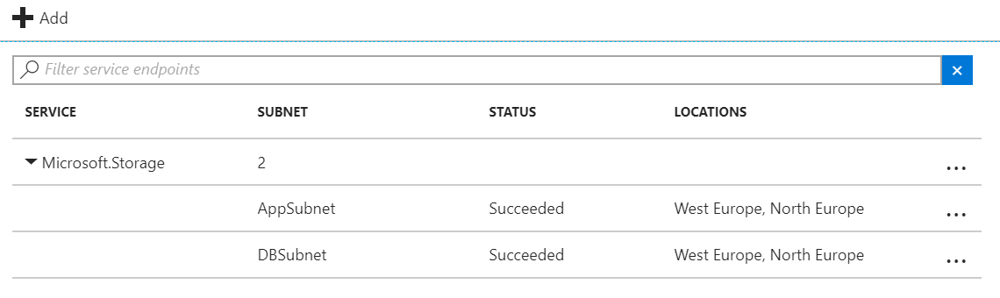 Add
Filter service endpoints
SERVICE SUBNET STATUS LOCATIONS
Microsoft.Storage 2 ...
AppSubnet Succeeded West Europe, North Europe ...
DBSubnet Succeeded West Europe, North Europe ...